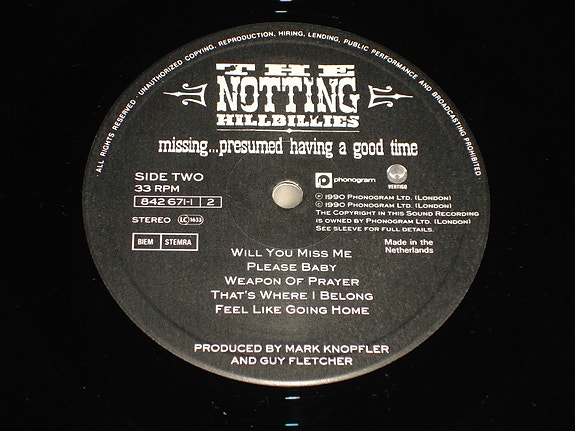 ALL RIGHTS RESERVED · UNAUTHORIZED COPYING, REPRODUCTION, HIRING, LENDING, PUBLIC PERFORMANCE AND BROADCASTING PROHIBITED ·
THE
NOTTING
HILLBILLIES
missing...presumed having a good time
SIDE TWO
33 RPM
842 671-1 2
STEREO LC 1633
BIEM STEMRA
phonogram
VERTIGO
℗ 1990 PHONOGRAM LTD. (LONDON)
© 1990 PHONOGRAM LTD. (LONDON)
THE COPYRIGHT IN THIS SOUND RECORDING
IS OWNED BY PHONOGRAM LTD. (LONDON)
SEE SLEEVE FOR FULL DETAILS.
Made in the
Netherlands
WILL YOU MISS ME
PLEASE BABY
WEAPON OF PRAYER
THAT'S WHERE I BELONG
FEEL LIKE GOING HOME
PRODUCED BY MARK KNOPFLER
AND GUY FLETCHER